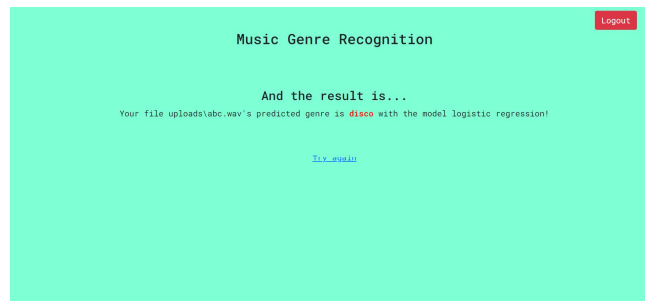 Logout
Music Genre Recognition
And the result is...
Your file uploads\abc.wav's predicted genre is disco with the model logistic regression!
Try again